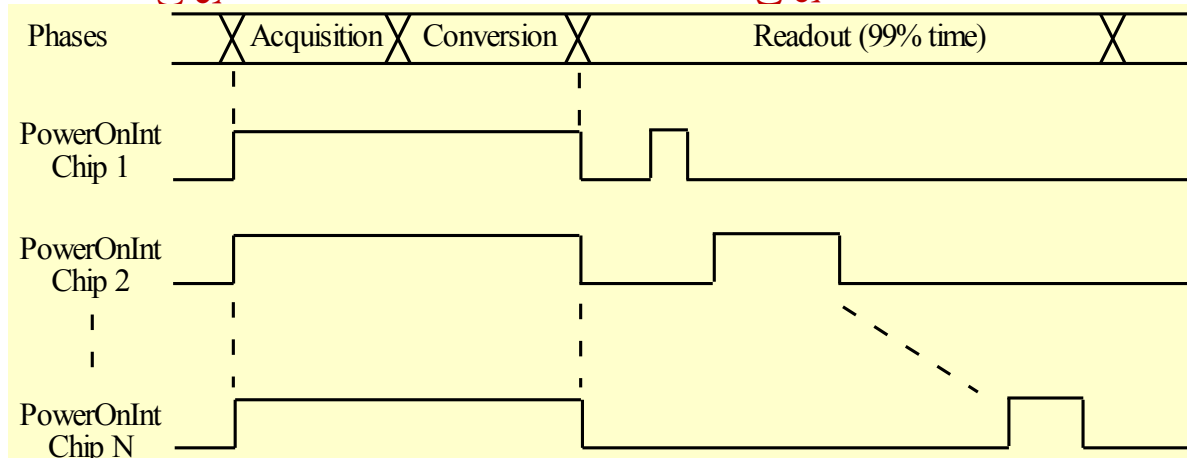 Phases Acquisition Conversion Readout (99% time)
PowerOnInt
Chip 1
PowerOnInt
Chip 2
PowerOnInt
Chip N